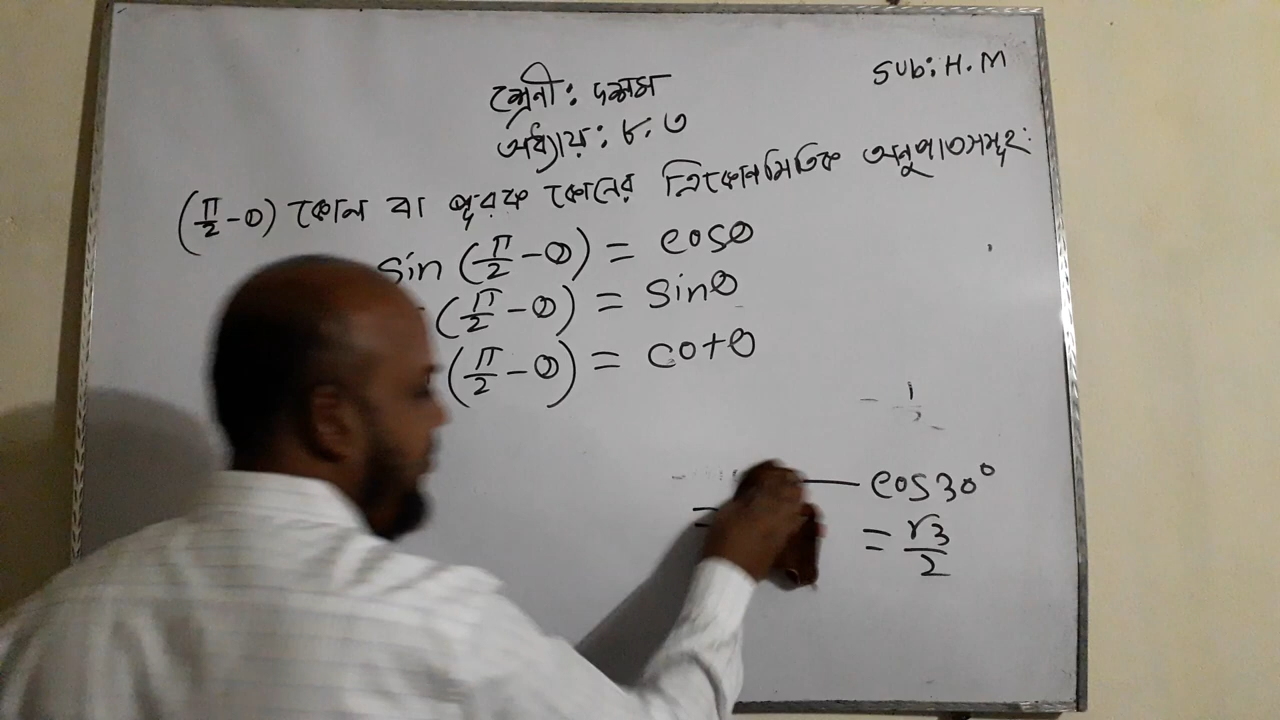 Sub: H.M
শ্রেনী: দশম
অধ্যায়: ৮.৩
(π/2 - θ) কোন বা পূরক কোনের ত্রিকোনমিতিক অনুপাতসমূহ:
sin (π/2 - θ) = cosθ
(π/2 - θ) = sinθ
(π/2 - θ) = cotθ
cos30°
= √3/2